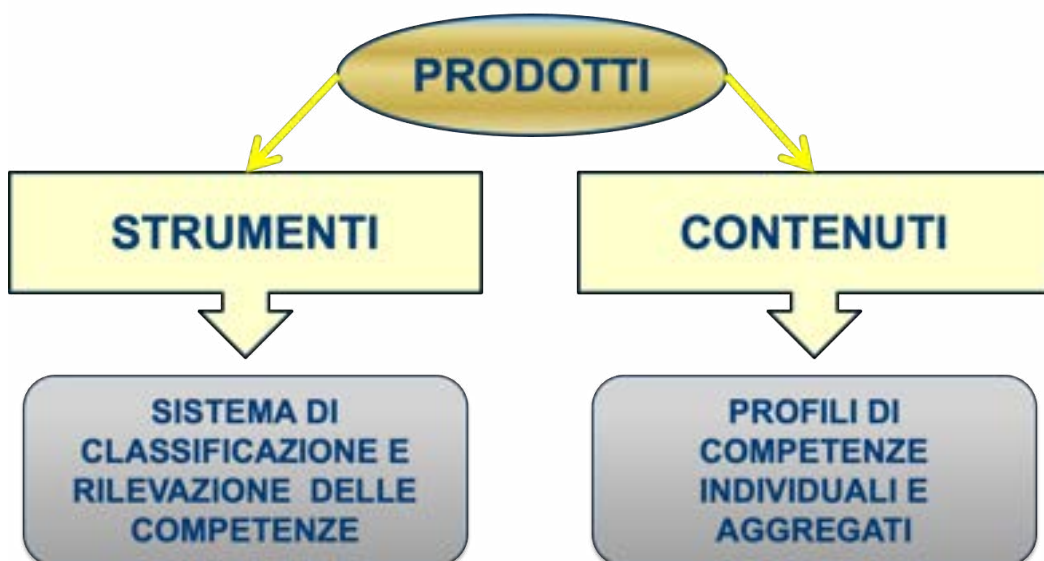 PRODOTTI
STRUMENTI
CONTENUTI
SISTEMA DI
CLASSIFICAZIONE E
RILEVAZIONE DELLE
COMPETENZE
PROFILI DI
COMPETENZE
INDIVIDUALI E
AGGREGATI